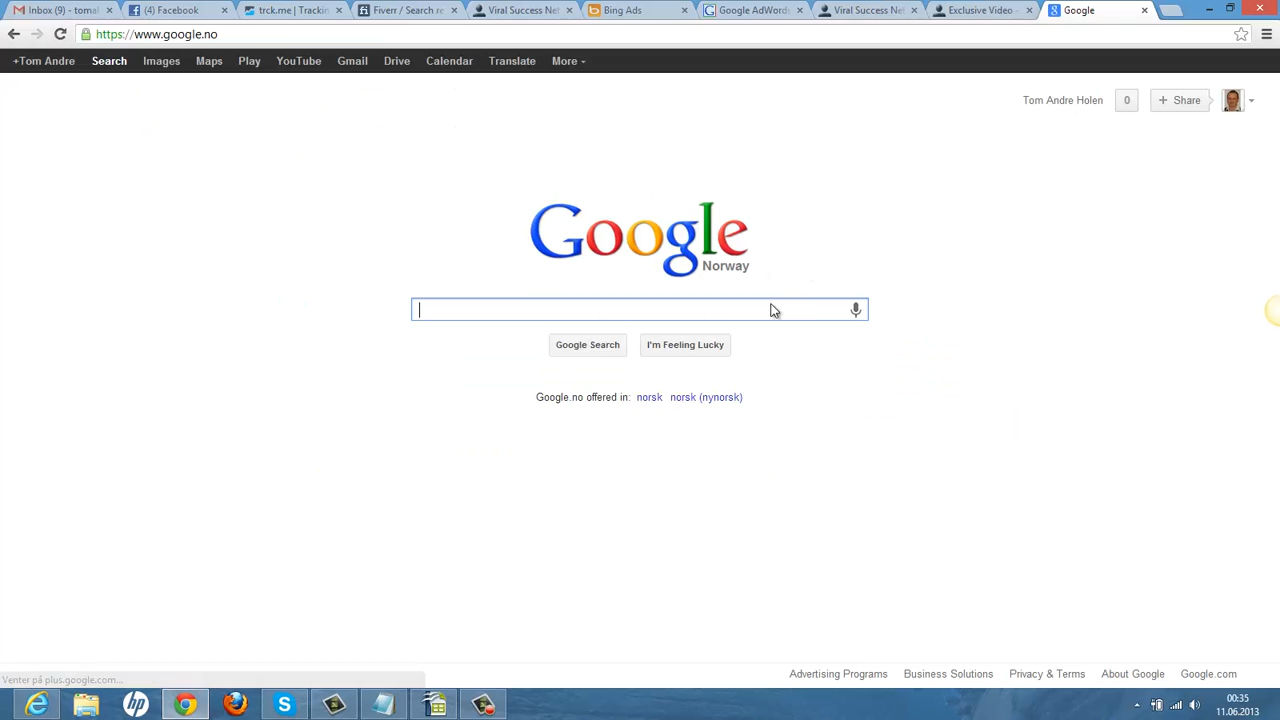 Inbox (9) - tomal
(4) Facebook
trck.me | Trackin
Fiverr / Search re
Viral Success Net
Bing Ads
Google AdWords
Viral Success Net
Exclusive Video -
Google
https://www.google.no
+Tom Andre
Search
Images
Maps
Play
YouTube
Gmail
Drive
Calendar
Translate
More
Tom Andre Holen
0
+ Share
Google
Norway
Google Search
I'm Feeling Lucky
Google.no offered in: norsk norsk (nynorsk)
Venter på plus.google.com...
Advertising Programs
Business Solutions
Privacy & Terms
About Google
Google.com
00:35
11.06.2013